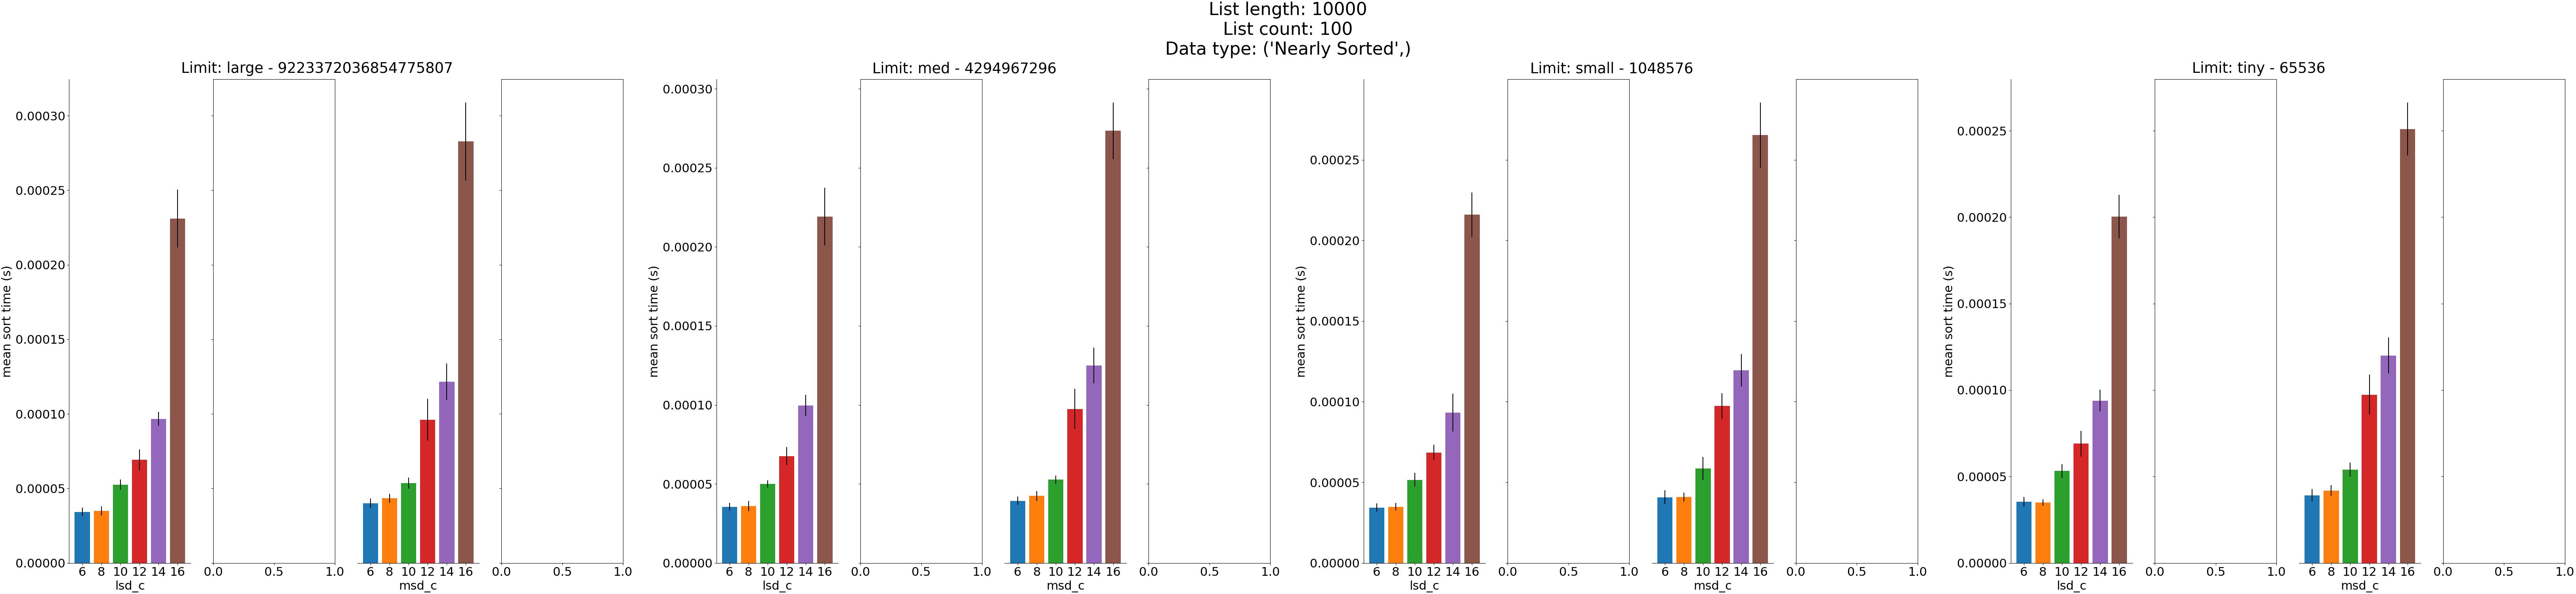 List length: 10000
List count: 100
Data type: ('Nearly Sorted',)
Limit: large - 9223372036854775807
mean sort time (s)
0.00030
0.00025
0.00020
0.00015
0.00010
0.00005
0.00000
6 8 10 12 14 16
lsd_c
0.0 0.5 1.0
6 8 10 12 14 16
msd_c
0.0 0.5 1.0
Limit: med - 4294967296
mean sort time (s)
0.00030
0.00025
0.00020
0.00015
0.00010
0.00005
0.00000
6 8 10 12 14 16
lsd_c
0.0 0.5 1.0
6 8 10 12 14 16
msd_c
0.0 0.5 1.0
Limit: small - 1048576
mean sort time (s)
0.00025
0.00020
0.00015
0.00010
0.00005
0.00000
6 8 10 12 14 16
lsd_c
0.0 0.5 1.0
6 8 10 12 14 16
msd_c
0.0 0.5 1.0
Limit: tiny - 65536
mean sort time (s)
0.00025
0.00020
0.00015
0.00010
0.00005
0.00000
6 8 10 12 14 16
lsd_c
0.0 0.5 1.0
6 8 10 12 14 16
msd_c
0.0 0.5 1.0